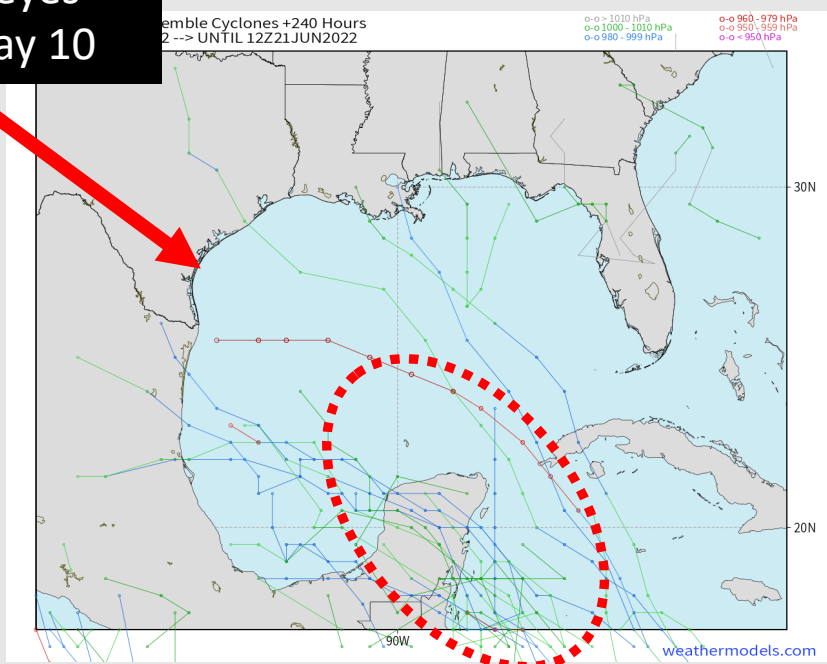 ay 10
emble Cyclones +240 Hours
2 --> UNTIL 12Z21JUN2022
o-o > 1010 hPa
o-o 1000 - 1010 hPa
o-o 980 - 999 hPa
o-o 960 - 979 hPa
o-o 950 - 959 hPa
o-o < 950 hPa
30N
20N
90W
weathermodels.com